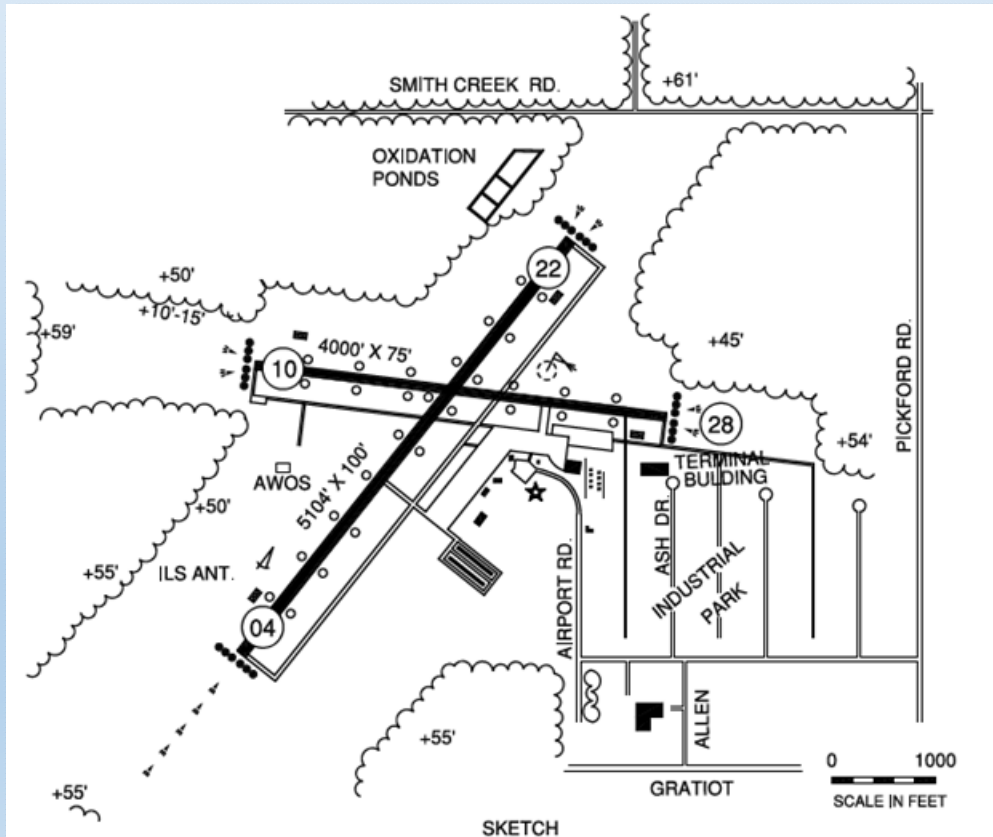 SMITH CREEK RD.
+61'
OXIDATION
PONDS
+50'
+10'-15'
+59'
22
4000' X 75'
10
+45'
PICKFORD RD.
28
+54'
TERMINAL
BULDING
AWOS
5104' X 100'
+50'
ASH DR.
INDUSTRIAL
PARK
+55'
ILS ANT.
AIRPORT RD.
04
+55'
ALLEN
+55'
GRATIOT
0 1000
SCALE IN FEET
SKETCH